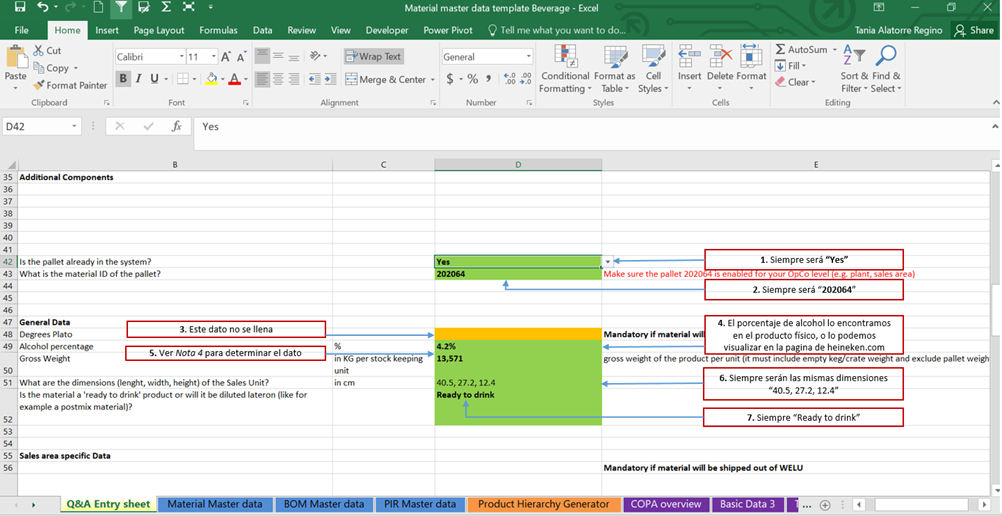 Material master data template Beverage - Excel
File Home Insert Page Layout Formulas Data Review View Developer Power Pivot Tell me what you want to do... Tania Alatorre Regino Share
Paste
Cut
Copy
Format Painter
Calibri 11
B I U
Wrap Text
Merge & Center
General
$ % ,
Conditional Formatting
Format as Table
Cell Styles
Insert Delete Format
AutoSum
Fill
Clear
Sort & Filter
Find & Select
Clipboard Font Alignment Number Styles Cells Editing
D42 fx Yes
B C D E
35 Additional Components
36
37
38
39
40
41
42 Is the pallet already in the system? Yes
1. Siempre será “Yes”
43 What is the material ID of the pallet? 202064 Make sure the pallet 202064 is enabled for your OpCo level (e.g. plant, sales area)
44
2. Siempre será “202064”
45
46
47 General Data
48 Degrees Plato Mandatory if material wil
3. Este dato no se llena
4. El porcentaje de alcohol lo encontramos
en el producto físico, o lo podemos
visualizar en la pagina de heineken.com
49 Alcohol percentage % 4.2%
5. Ver Nota 4 para determinar el dato
50 Gross Weight in KG per stock keeping unit 13,571 gross weight of the product per unit (it must include empty keg/crate weight and exclude pallet weigh
51 What are the dimensions (lenght, width, height) of the Sales Unit? in cm 40.5, 27.2, 12.4
6. Siempre serán las mismas dimensiones
“40.5, 27.2, 12.4”
52 Is the material a 'ready to drink' product or will it be diluted lateron (like for
example a postmix material)? Ready to drink
7. Siempre “Ready to drink”
53
54
55 Sales area specific Data
56 Mandatory if material will be shipped out of WELU
Q&A Entry sheet Material Master data BOM Master data PIR Master data Product Hierarchy Generator COPA overview Basic Data 3 ...